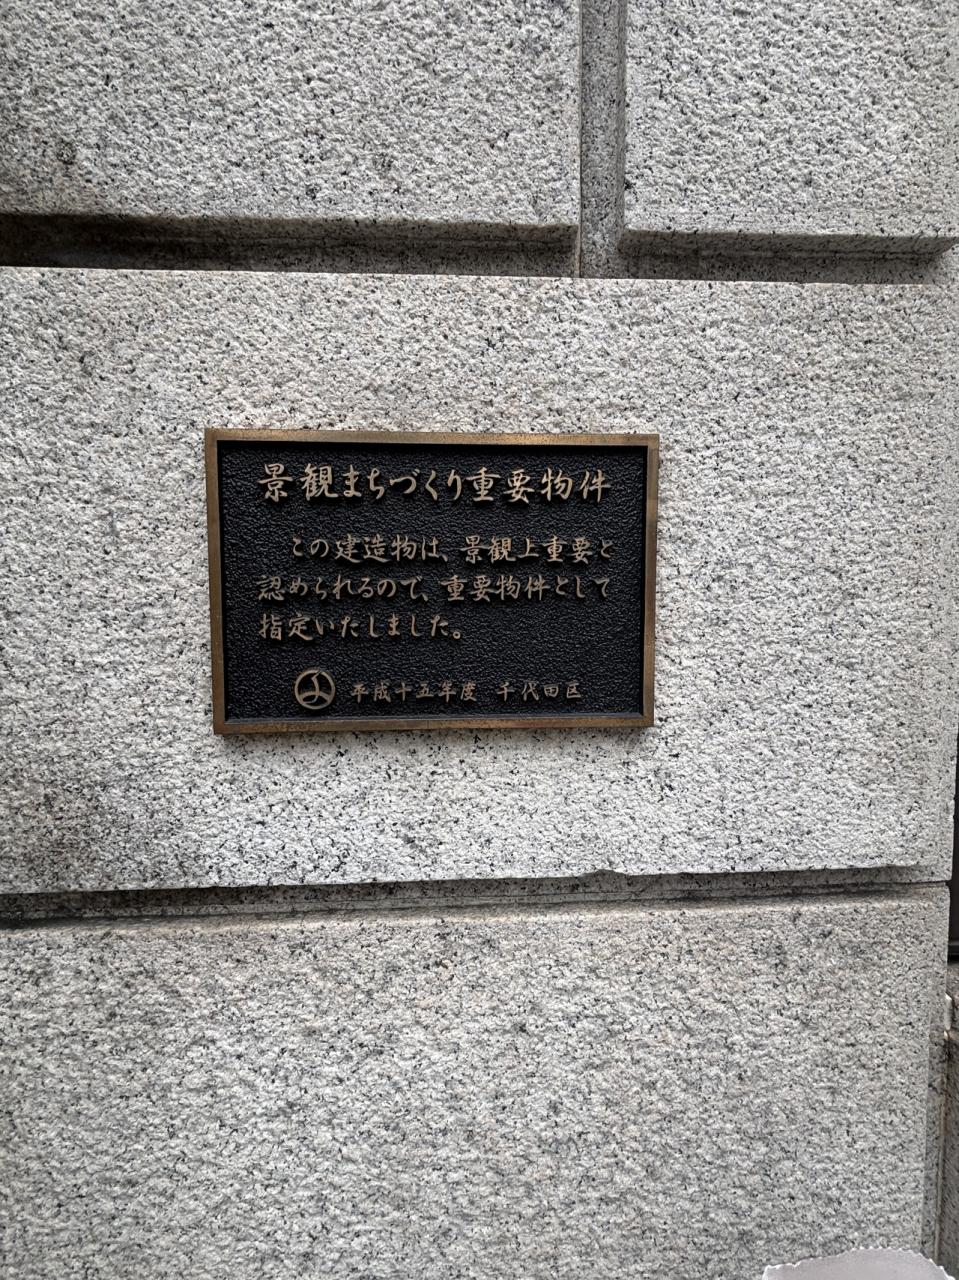 景観まちづくり重要物件
この建造物は、景観上重要と
認められるので、重要物件として
指定いたしました。
平成十五年度 千代田区